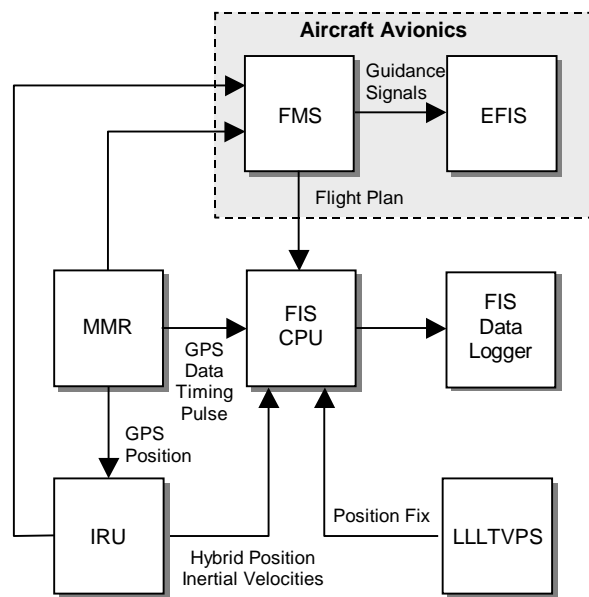 Aircraft Avionics
FMS
Guidance
Signals
EFIS
Flight Plan
MMR
GPS
Data
Timing
Pulse
FIS
CPU
FIS
Data
Logger
GPS
Position
IRU
Hybrid Position
Inertial Velocities
Position Fix
LLLTVPS